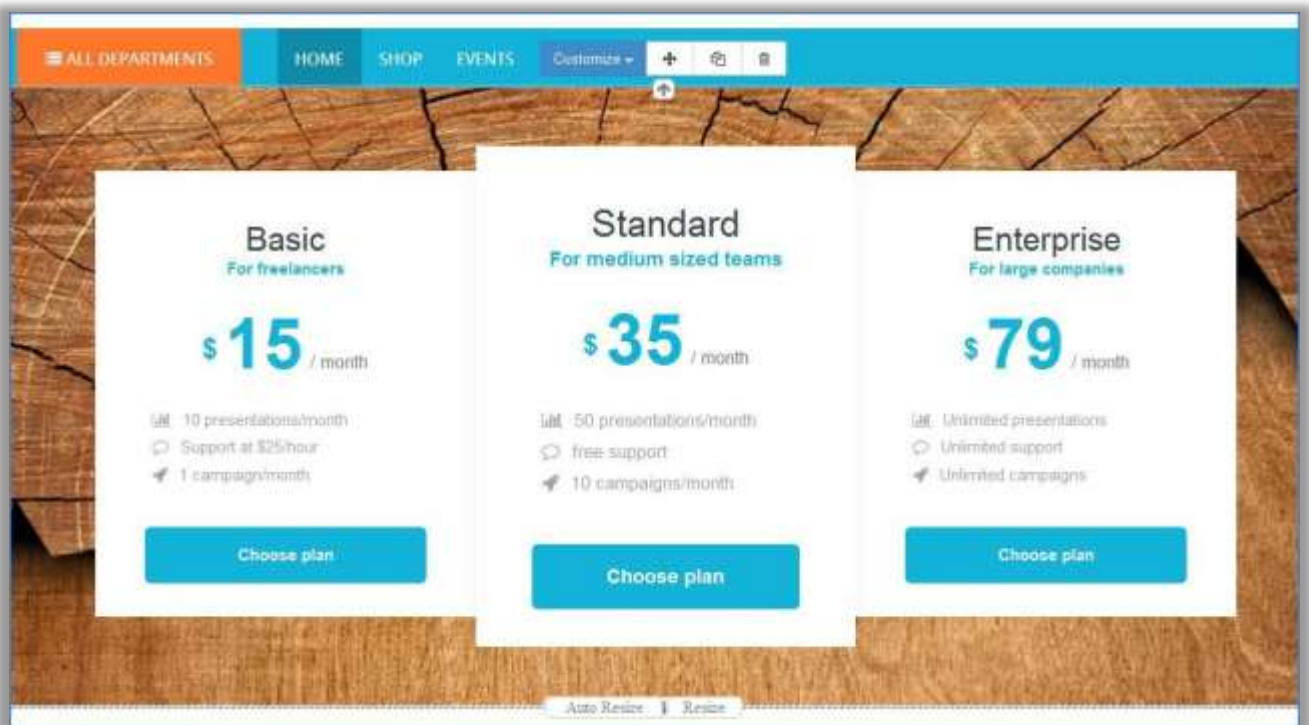 ALL DEPARTMENTS HOME SHOP EVENTS Customize
Basic
For freelancers
$ 15 / month
10 presentations/month
Support at $25/hour
1 campaign/month
Choose plan
Standard
For medium sized teams
$ 35 / month
50 presentations/month
free support
10 campaigns/month
Choose plan
Enterprise
For large companies
$ 79 / month
Unlimited presentations
Unlimited support
Unlimited campaigns
Choose plan
Auto Resize Resize